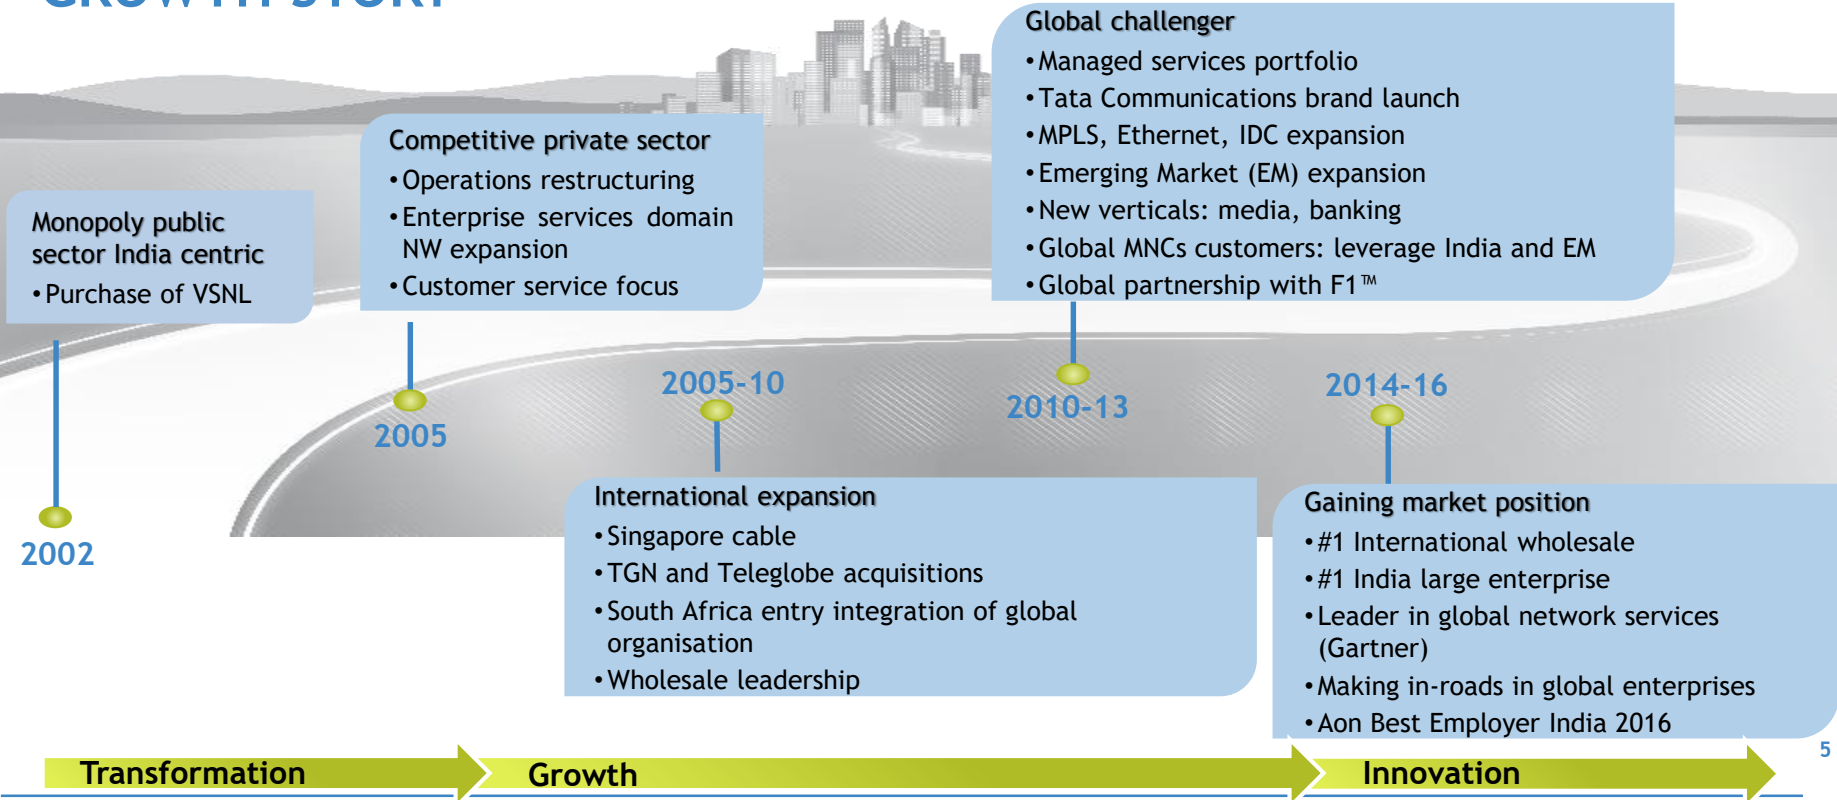 GROWTH STORY
Monopoly public
sector India centric
•Purchase of VSNL
2002
Competitive private sector
•Operations restructuring
•Enterprise services domain
NW expansion
•Customer service focus
2005
2005-10
International expansion
•Singapore cable
•TGN and Teleglobe acquisitions
•South Africa entry integration of global
organisation
•Wholesale leadership
Global challenger
•Managed services portfolio
•Tata Communications brand launch
•MPLS, Ethernet, IDC expansion
•Emerging Market (EM) expansion
•New verticals: media, banking
•Global MNCs customers: leverage India and EM
•Global partnership with F1™
2010-13
2014-16
Gaining market position
•#1 International wholesale
•#1 India large enterprise
•Leader in global network services
(Gartner)
•Making in-roads in global enterprises
•Aon Best Employer India 2016
5
Transformation
Growth
Innovation